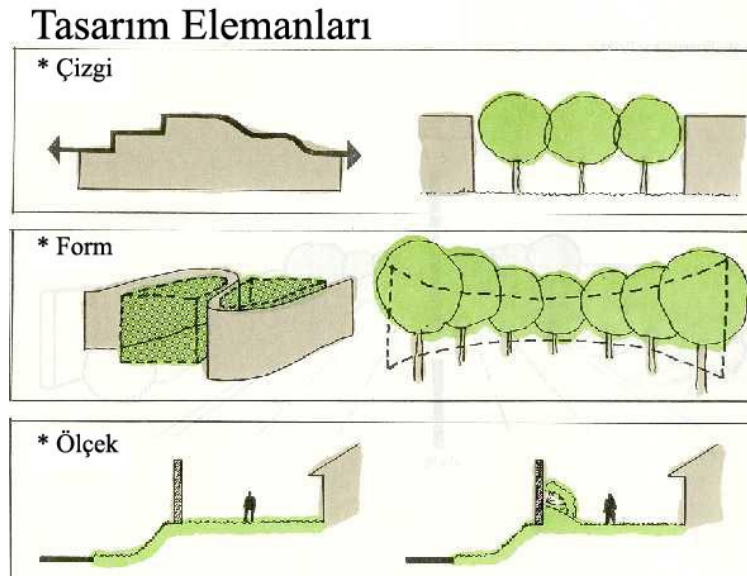 Tasarım Elemanları
* Çizgi
* Form
* Ölçek